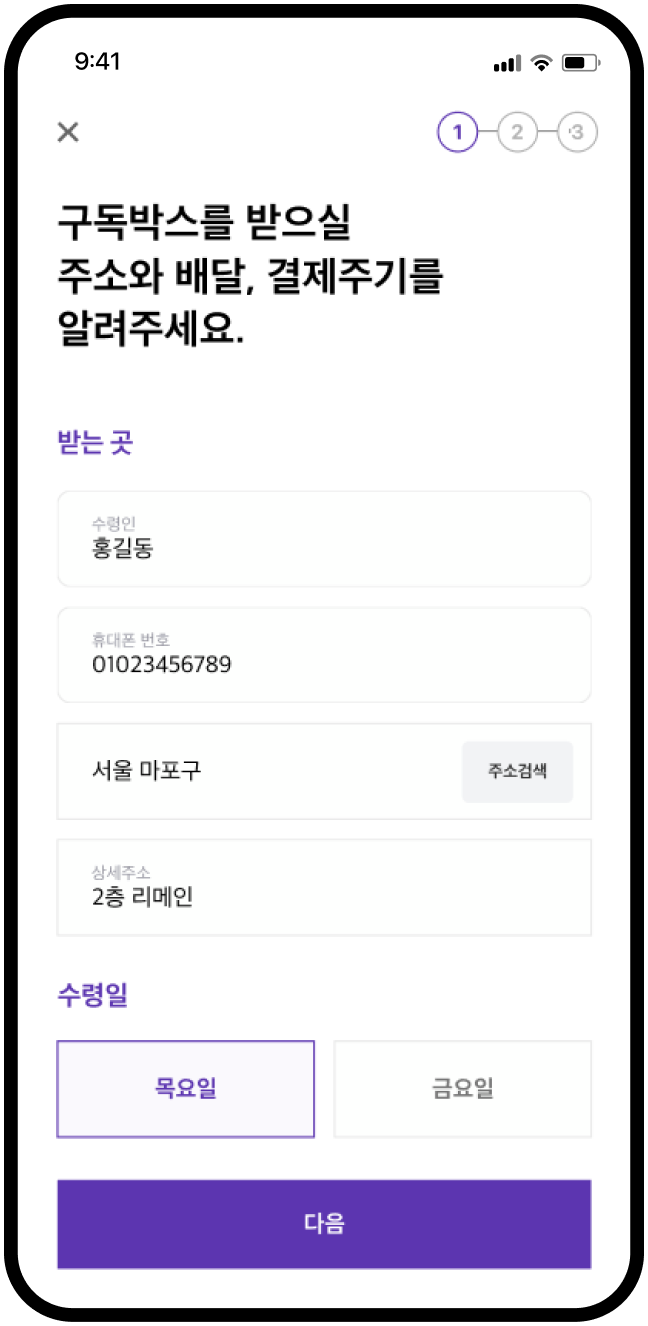 9:41
1 2 3
구독박스를 받으실
주소와 배달, 결제주기를
알려주세요.
받는 곳
수령인
홍길동
휴대폰 번호
01023456789
서울 마포구
주소검색
상세주소
2층 리메인
수령일
목요일 금요일
다음